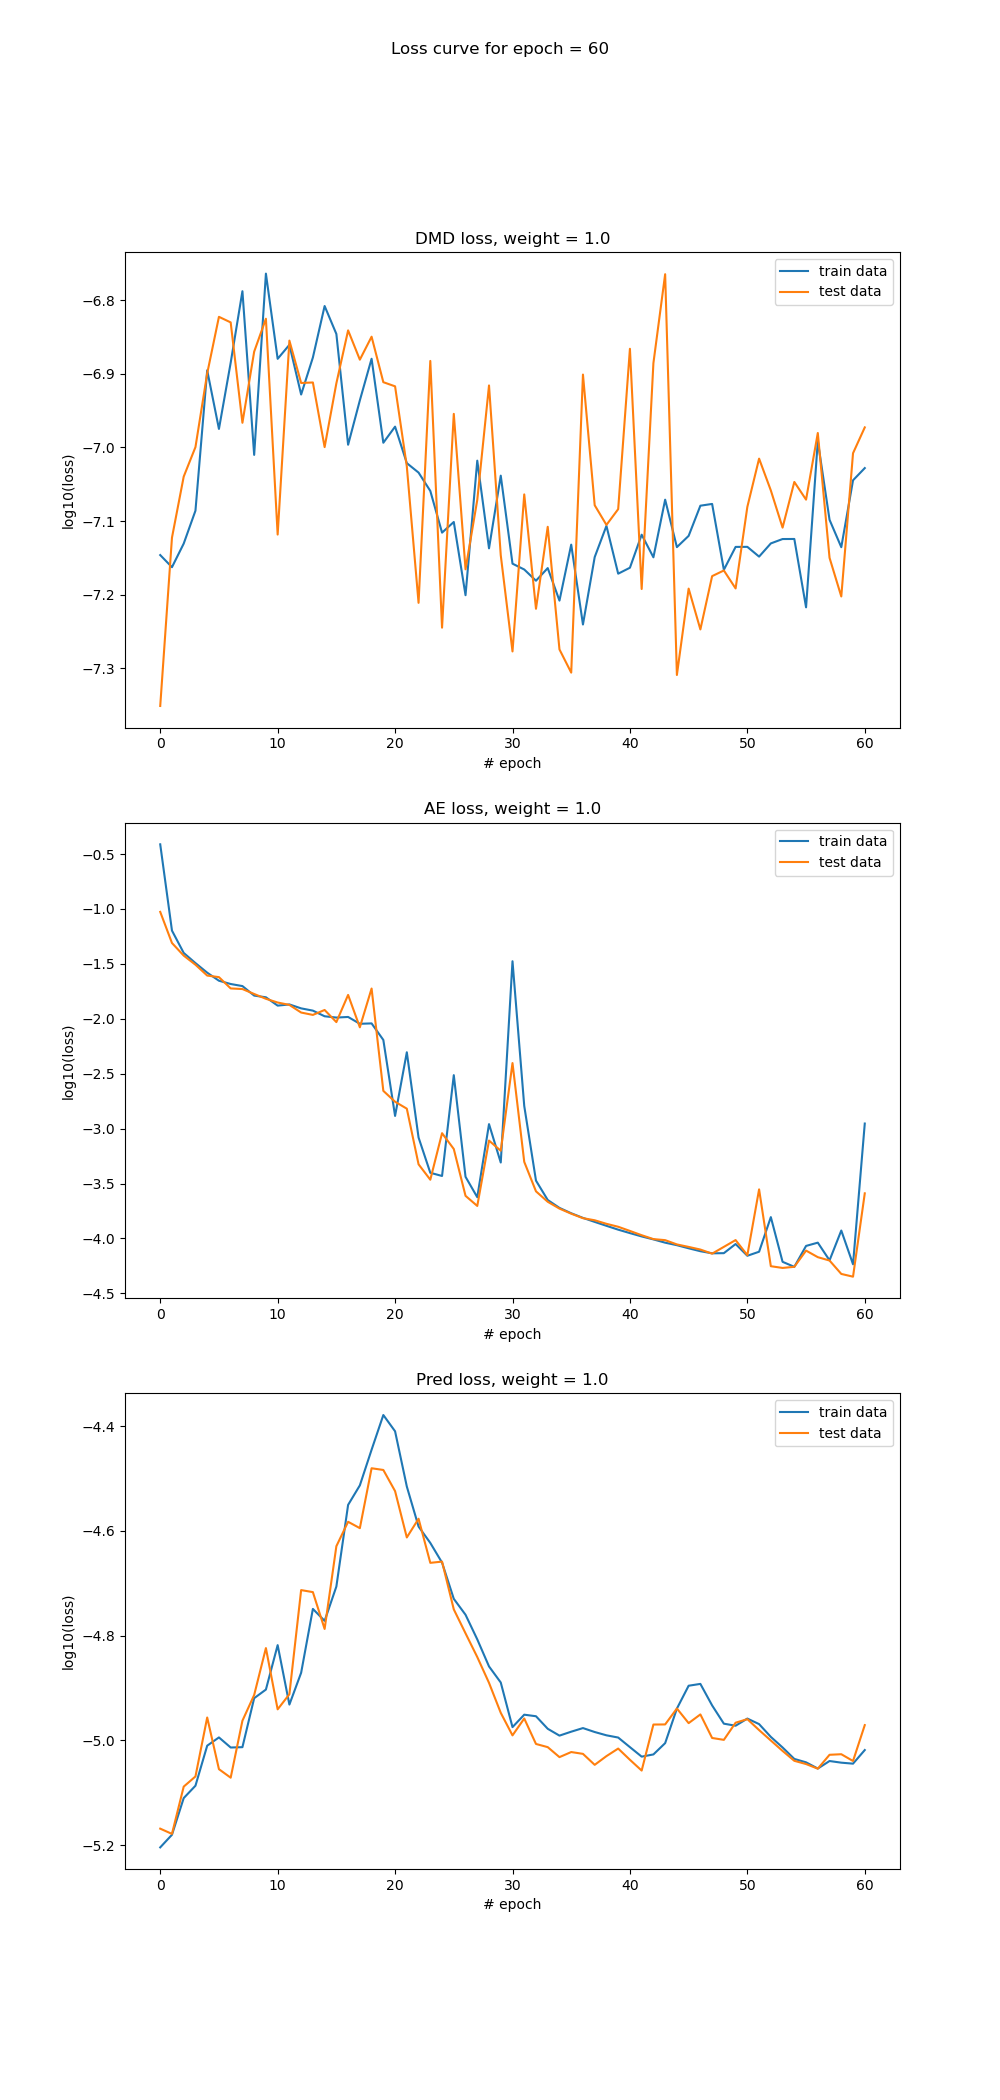 Loss curve for epoch = 60
DMD loss, weight = 1.0
train data
test data
−6.8
−6.9
−7.0
−7.1
−7.2
−7.3
log10(loss)
0 10 20 30 40 50 60
# epoch
AE loss, weight = 1.0
train data
test data
−0.5
−1.0
−1.5
−2.0
−2.5
−3.0
−3.5
−4.0
−4.5
log10(loss)
0 10 20 30 40 50 60
# epoch
Pred loss, weight = 1.0
train data
test data
−4.4
−4.6
−4.8
−5.0
−5.2
log10(loss)
0 10 20 30 40 50 60
# epoch